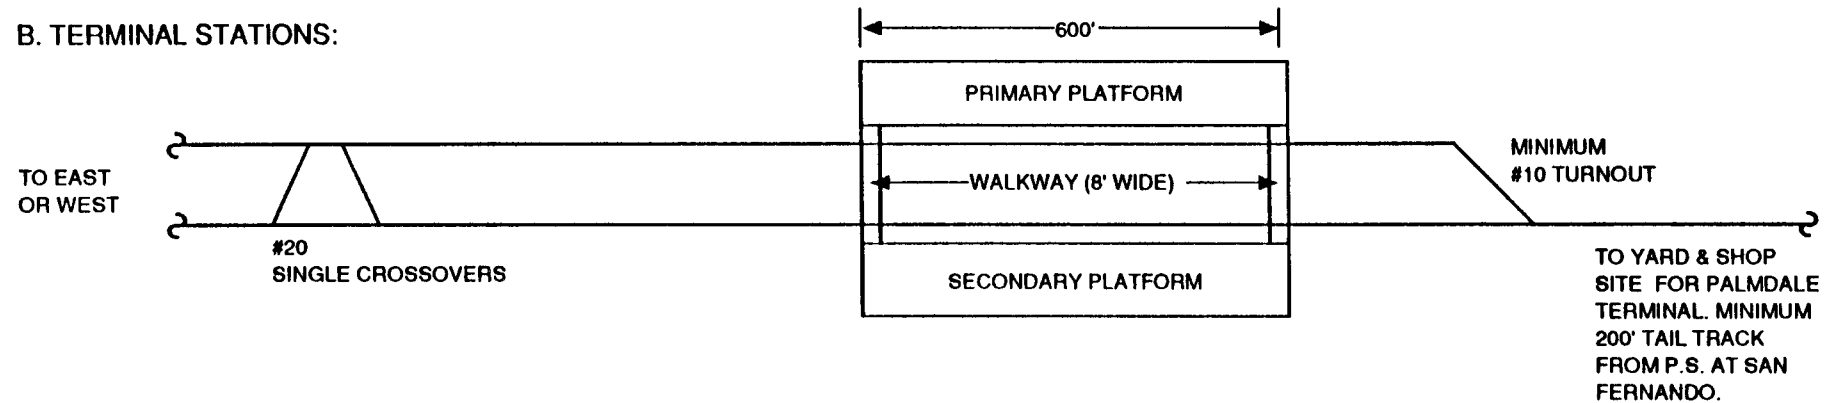 B. TERMINAL STATIONS:
600'
PRIMARY PLATFORM
MINIMUM
#10 TURNOUT
TO EAST
OR WEST
WALKWAY (8' WIDE)
#20
SINGLE CROSSOVERS
SECONDARY PLATFORM
TO YARD & SHOP
SITE FOR PALMDALE
TERMINAL. MINIMUM
200' TAIL TRACK
FROM P.S. AT SAN
FERNANDO.